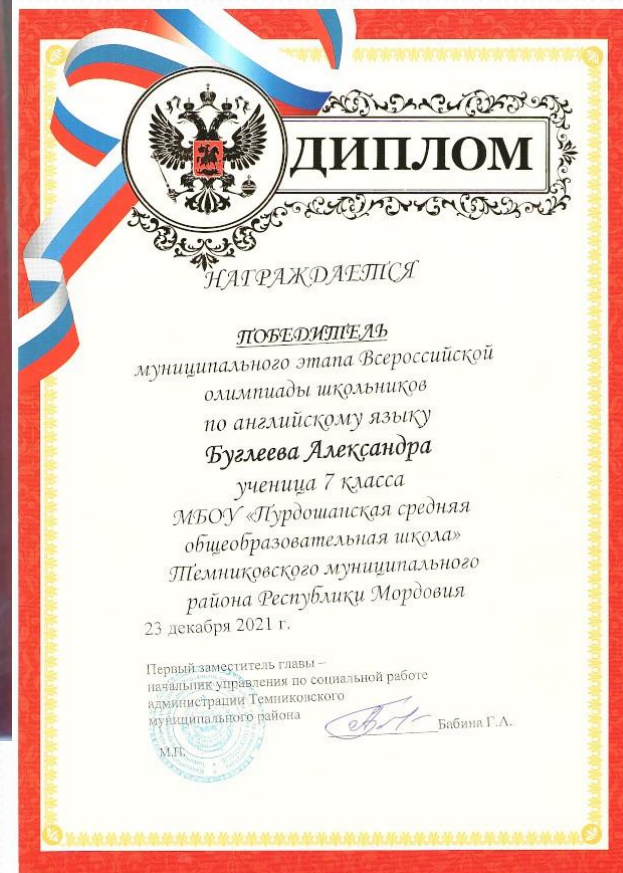 ДИПЛОМ
НАГРАЖДАЕТСЯ
ПОБЕДИТЕЛЬ
муниципального этапа Всероссийской
олимпиады школьников
по английскому языку
Буглеева Александра
ученица 7 класса
МБОУ «Пурдошанская средняя
общеобразовательная школа»
Темниковского муниципального
района Республики Мордовия
23 декабря 2021 г.
Первый заместитель главы –
начальник управления по социальной работе
администрации Темниковского
муниципального района
Бабина Г.А.
М.П.